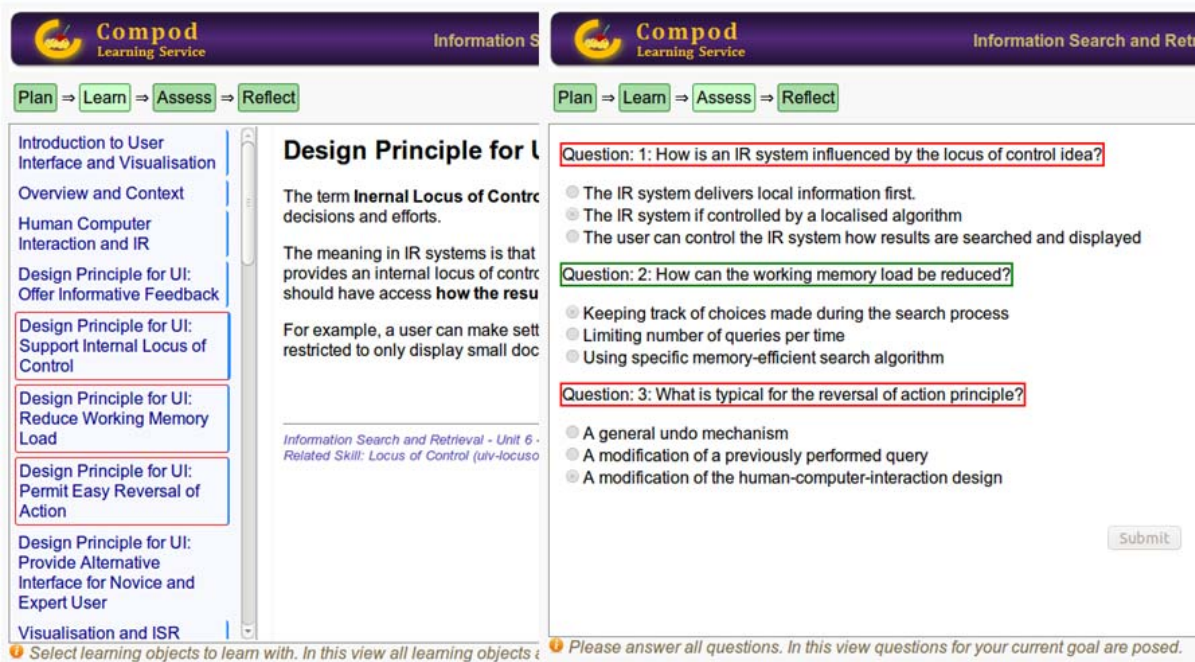 Compod
Learning Service
Information S
Plan ⇒ Learn ⇒ Assess ⇒ Reflect
Introduction to User
Interface and Visualisation
Overview and Context
Human Computer
Interaction and IR
Design Principle for UI:
Offer Informative Feedback
Design Principle for UI:
Support Internal Locus of
Control
Design Principle for UI:
Reduce Working Memory
Load
Design Principle for UI:
Permit Easy Reversal of
Action
Design Principle for UI:
Provide Alternative
Interface for Novice and
Expert User
Visualisation and ISR
Design Principle for U
The term Inernal Locus of Contro
decisions and efforts.
The meaning in IR systems is that
provides an internal locus of contro
should have access how the resu
For example, a user can make sett
restricted to only display small doc
Information Search and Retrieval - Unit 6 -
Related Skill: Locus of Control (uiv-locuso
Select learning objects to learn with. In this view all learning objects a
Compod
Learning Service
Information Search and Retr
Plan ⇒ Learn ⇒ Assess ⇒ Reflect
Question: 1: How is an IR system influenced by the locus of control idea?
The IR system delivers local information first.
The IR system if controlled by a localised algorithm
The user can control the IR system how results are searched and displayed
Question: 2: How can the working memory load be reduced?
Keeping track of choices made during the search process
Limiting number of queries per time
Using specific memory-efficient search algorithm
Question: 3: What is typical for the reversal of action principle?
A general undo mechanism
A modification of a previously performed query
A modification of the human-computer-interaction design
Submit
Please answer all questions. In this view questions for your current goal are posed.